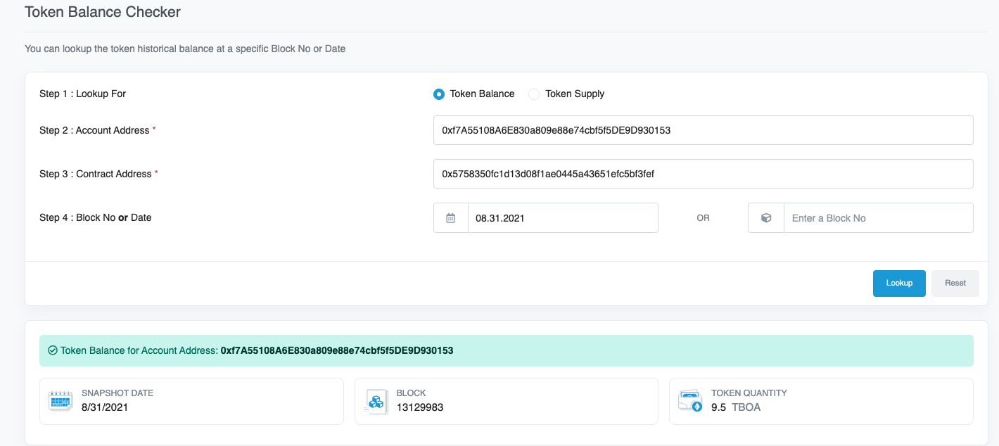 Token Balance Checker
You can lookup the token historical balance at a specific Block No or Date
Step 1 : Lookup For
Token Balance
Token Supply
Step 2 : Account Address *
0xf7A55108A6E830a809e88e74cbf5f5DE9D930153
Step 3 : Contract Address *
0x5758350fc1d13d08f1ae0445a43651efc5bf3fef
Step 4 : Block No or Date
08.31.2021
OR
Enter a Block No
Lookup
Reset
Token Balance for Account Address: 0xf7A55108A6E830a809e88e74cbf5f5DE9D930153
SNAPSHOT DATE
8/31/2021
BLOCK
13129983
TOKEN QUANTITY
9.5 TBOA